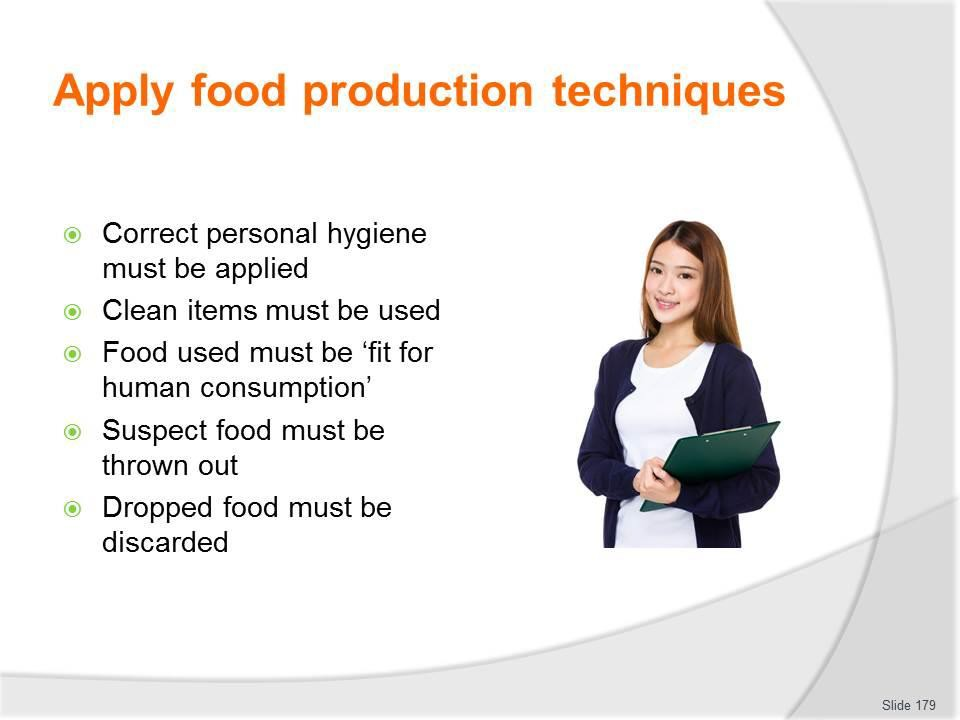 Apply food production techniques
Correct personal hygiene
must be applied
Clean items must be used
Food used must be ‘fit for
human consumption’
Suspect food must be
thrown out
Dropped food must be
discarded
Slide 179